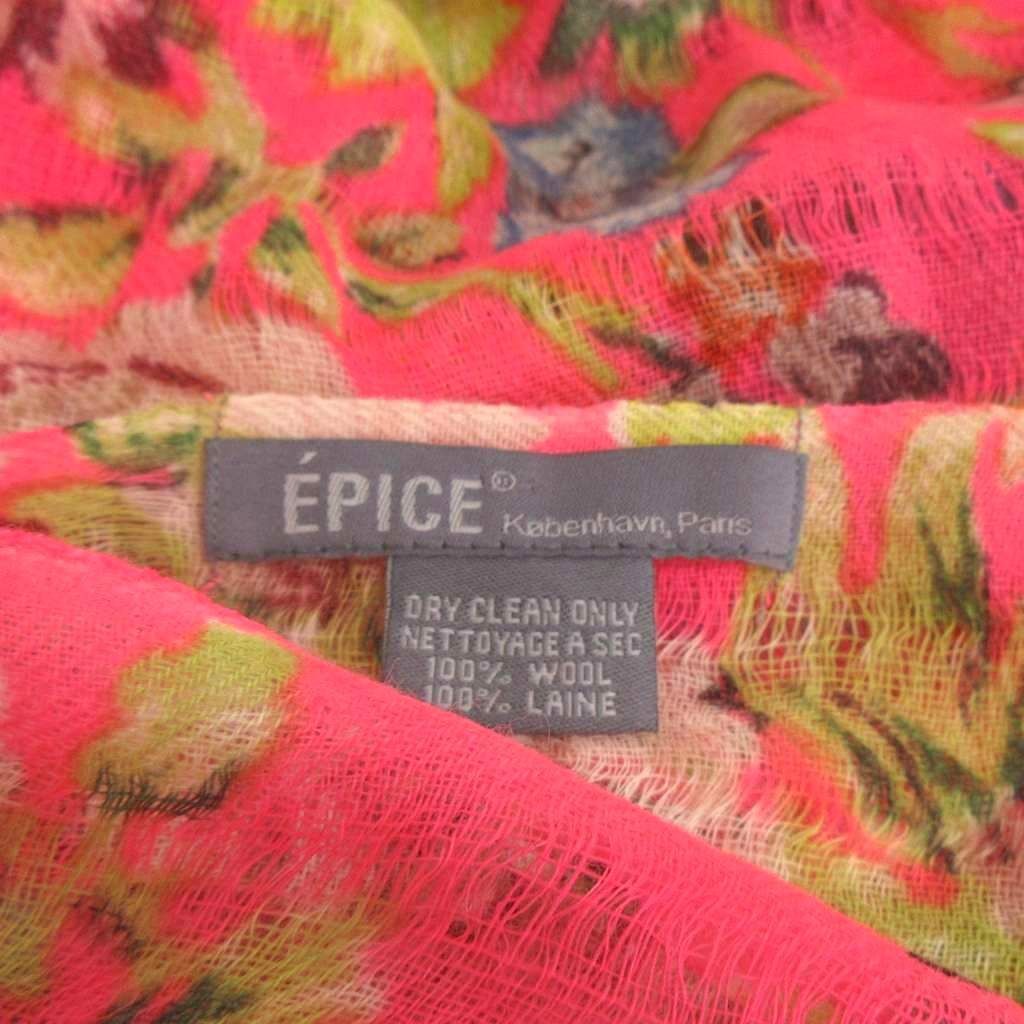 ÉPICE® København, Paris
DRY CLEAN ONLY
NETTOYAGE A SEC
100% WOOL
100% LAINE